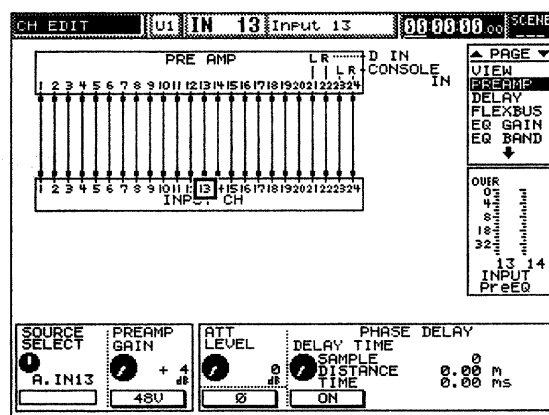 CH EDIT U1 IN 13 Input 13 00:00:00.00 SCENE
PRE AMP L R D IN
L R CONSOLE IN
1 2 3 4 5 6 7 8 9 10 11 12 13 14 15 16 17 18 19 20 21 22 23 24
1 2 3 4 5 6 7 8 9 10 11 13 15 16 17 18 19 20 21 22 23 24
INPUT CH
PAGE
VIEW
PREAMP
DELAY
FLEXBUS
EQ GAIN
EQ BAND
OVER
0
4
8
18
32
13 14
INPUT
PreEQ
SOURCE SELECT
A.IN13
PREAMP GAIN
+ 4 dB
48V
ATT LEVEL
0 dB
Ø
PHASE DELAY
DELAY TIME
SAMPLE 0
DISTANCE 0.00 M
TIME 0.00 ms
ON